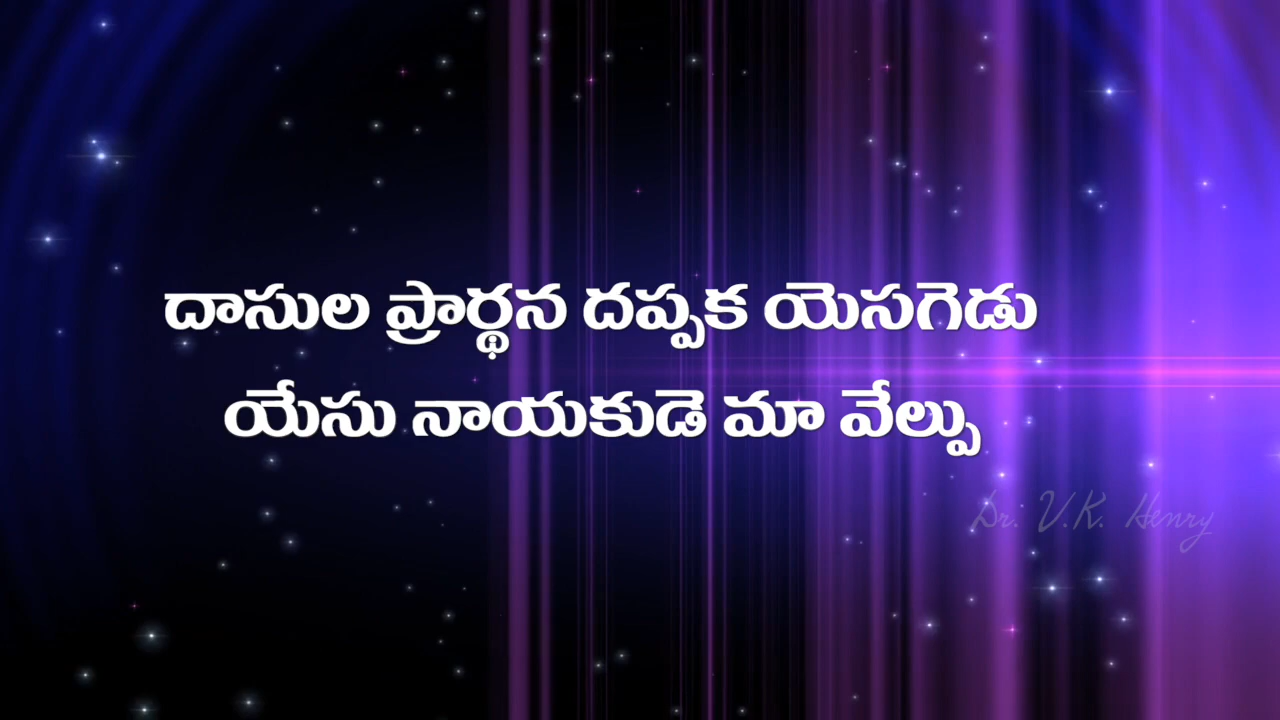 దాసుల ప్రార్థన దప్పక యెసగెడు
యేసు నాయకుడె మా వేల్పు
Dr. V.K. Henry